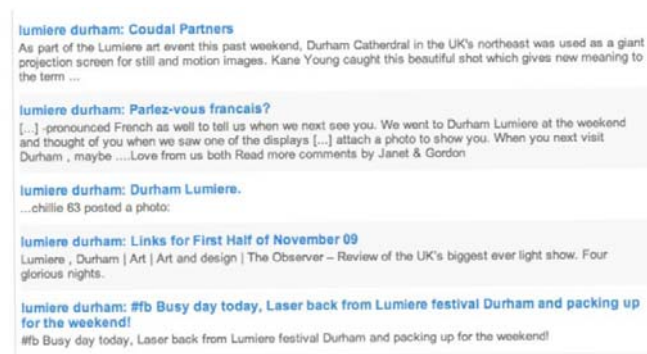 lumiere durham: Coudal Partners
As part of the Lumiere art event this past weekend, Durham Catherdral in the UK's northeast was used as a giant
projection screen for still and motion images. Kane Young caught this beautiful shot which gives new meaning to
the term ...
lumiere durham: Parlez-vous francais?
[...] -pronounced French as well to tell us when we next see you. We went to Durham Lumiere at the weekend
and thought of you when we saw one of the displays [...] attach a photo to show you. When you next visit
Durham , maybe ....Love from us both Read more comments by Janet & Gordon
lumiere durham: Durham Lumiere.
...chillie 63 posted a photo:
lumiere durham: Links for First Half of November 09
Lumiere , Durham | Art | Art and design | The Observer – Review of the UK's biggest ever light show. Four
glorious nights.
lumiere durham: #fb Busy day today, Laser back from Lumiere festival Durham and packing up
for the weekend!
#fb Busy day today, Laser back from Lumiere festival Durham and packing up for the weekend!